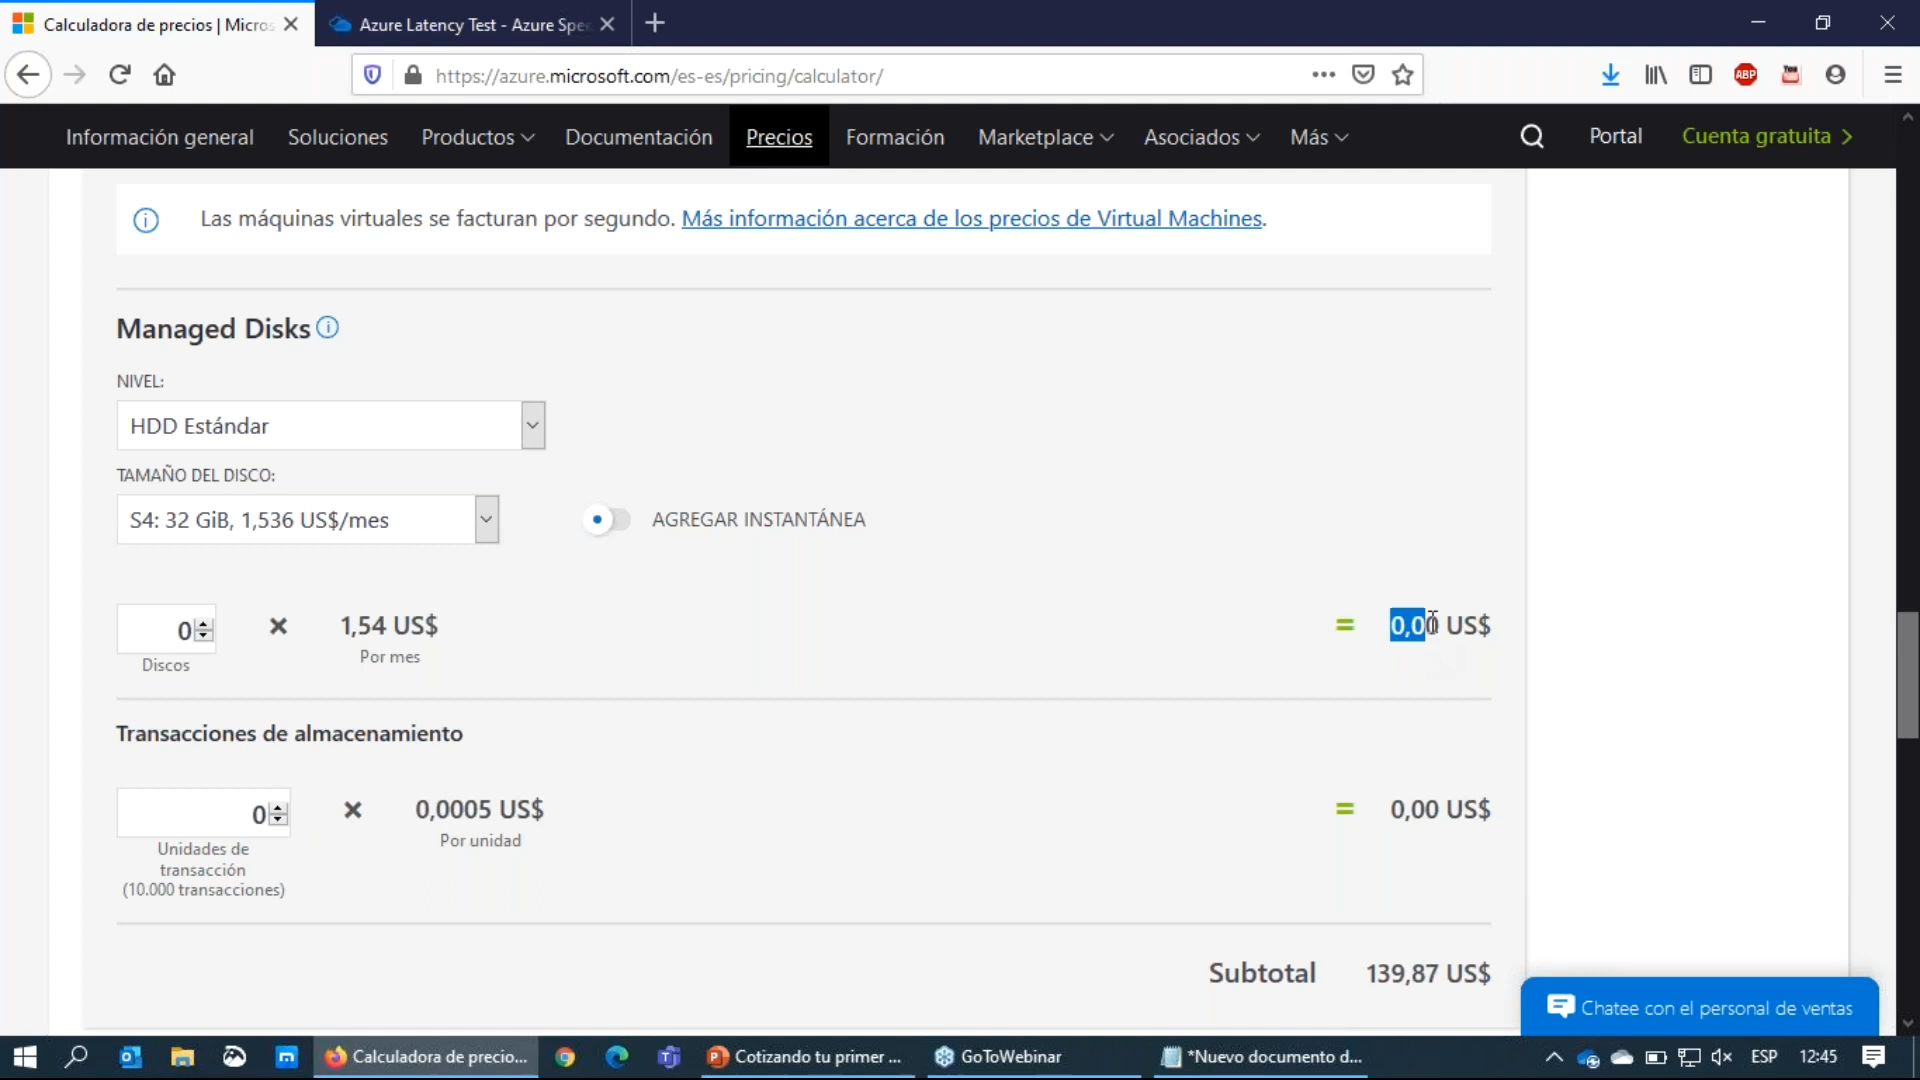 Calculadora de precios | Micros
Azure Latency Test - Azure Spe
https://azure.microsoft.com/es-es/pricing/calculator/
ABP
Información general
Soluciones
Productos
Documentación
Precios
Formación
Marketplace
Asociados
Más
Portal
Cuenta gratuita
Las máquinas virtuales se facturan por segundo. Más información acerca de los precios de Virtual Machines.
Managed Disks
NIVEL:
HDD Estándar
TAMAÑO DEL DISCO:
S4: 32 GiB, 1,536 US$/mes
AGREGAR INSTANTÁNEA
0
Discos
× 1,54 US$
Por mes
= 0,00 US$
Transacciones de almacenamiento
0
Unidades de
transacción
(10.000 transacciones)
× 0,0005 US$
Por unidad
= 0,00 US$
Subtotal 139,87 US$
Chatee con el personal de ventas
Calculadora de precio...
Cotizando tu primer ...
GoToWebinar
*Nuevo documento d...
ESP
12:45